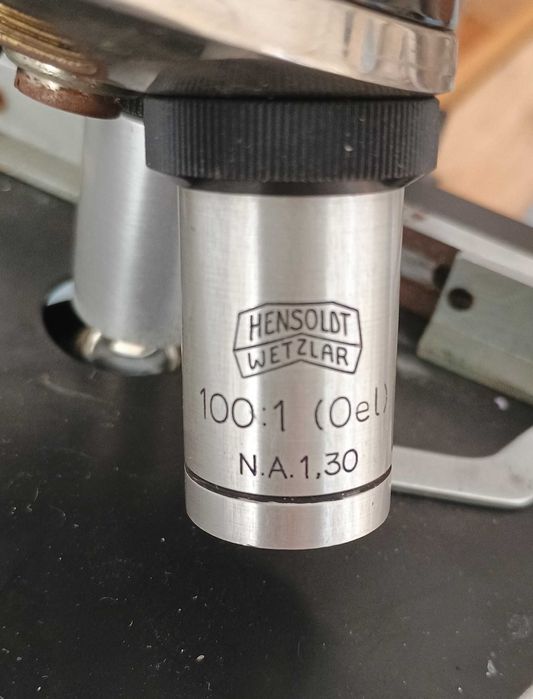 HENSOLDT
WETZLAR
100:1 (Oel)
N.A.1,30